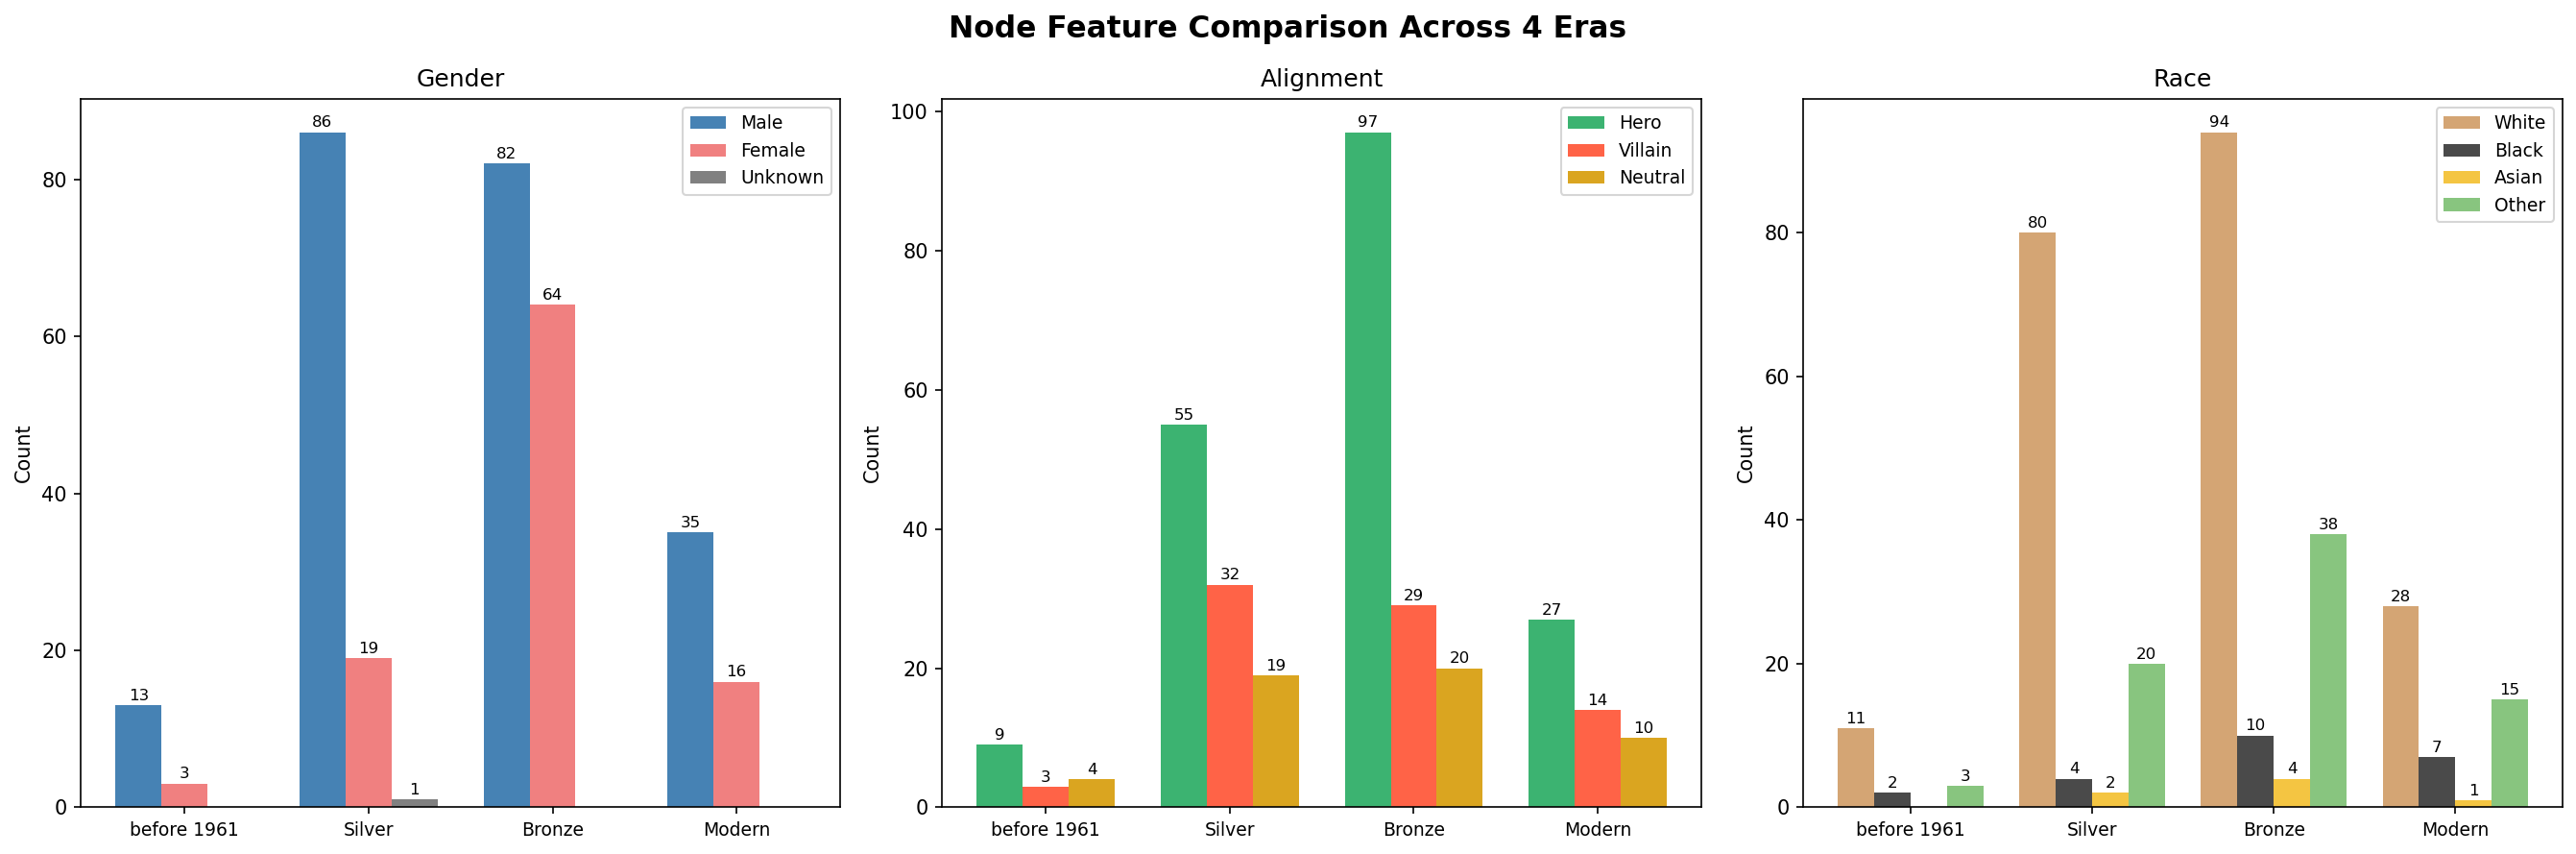 Node Feature Comparison Across 4 Eras
Gender
Count
0
20
40
60
80
13
3
86
19
1
82
64
35
16
before 1961
Silver
Bronze
Modern
Male
Female
Unknown
Alignment
Count
0
20
40
60
80
100
9
3
4
55
32
19
97
29
20
27
14
10
before 1961
Silver
Bronze
Modern
Hero
Villain
Neutral
Race
Count
0
20
40
60
80
11
2
3
80
4
2
20
94
10
4
38
28
7
1
15
before 1961
Silver
Bronze
Modern
White
Black
Asian
Other